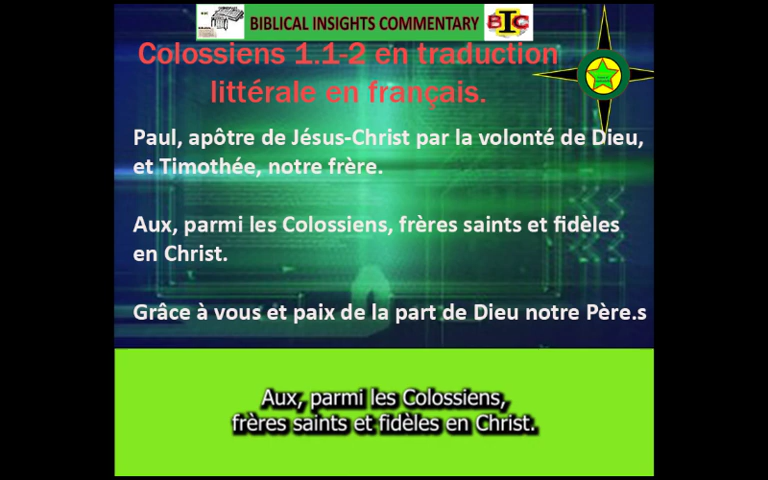 BIBLICAL INSIGHTS COMMENTARY
BIC
Colossiens 1.1-2 en traduction
littérale en français.
Paul, apôtre de Jésus-Christ par la volonté de Dieu,
et Timothée, notre frère.
Aux, parmi les Colossiens, frères saints et fidèles
en Christ.
Grâce à vous et paix de la part de Dieu notre Père.s
Aux, parmi les Colossiens,
frères saints et fidèles en Christ.